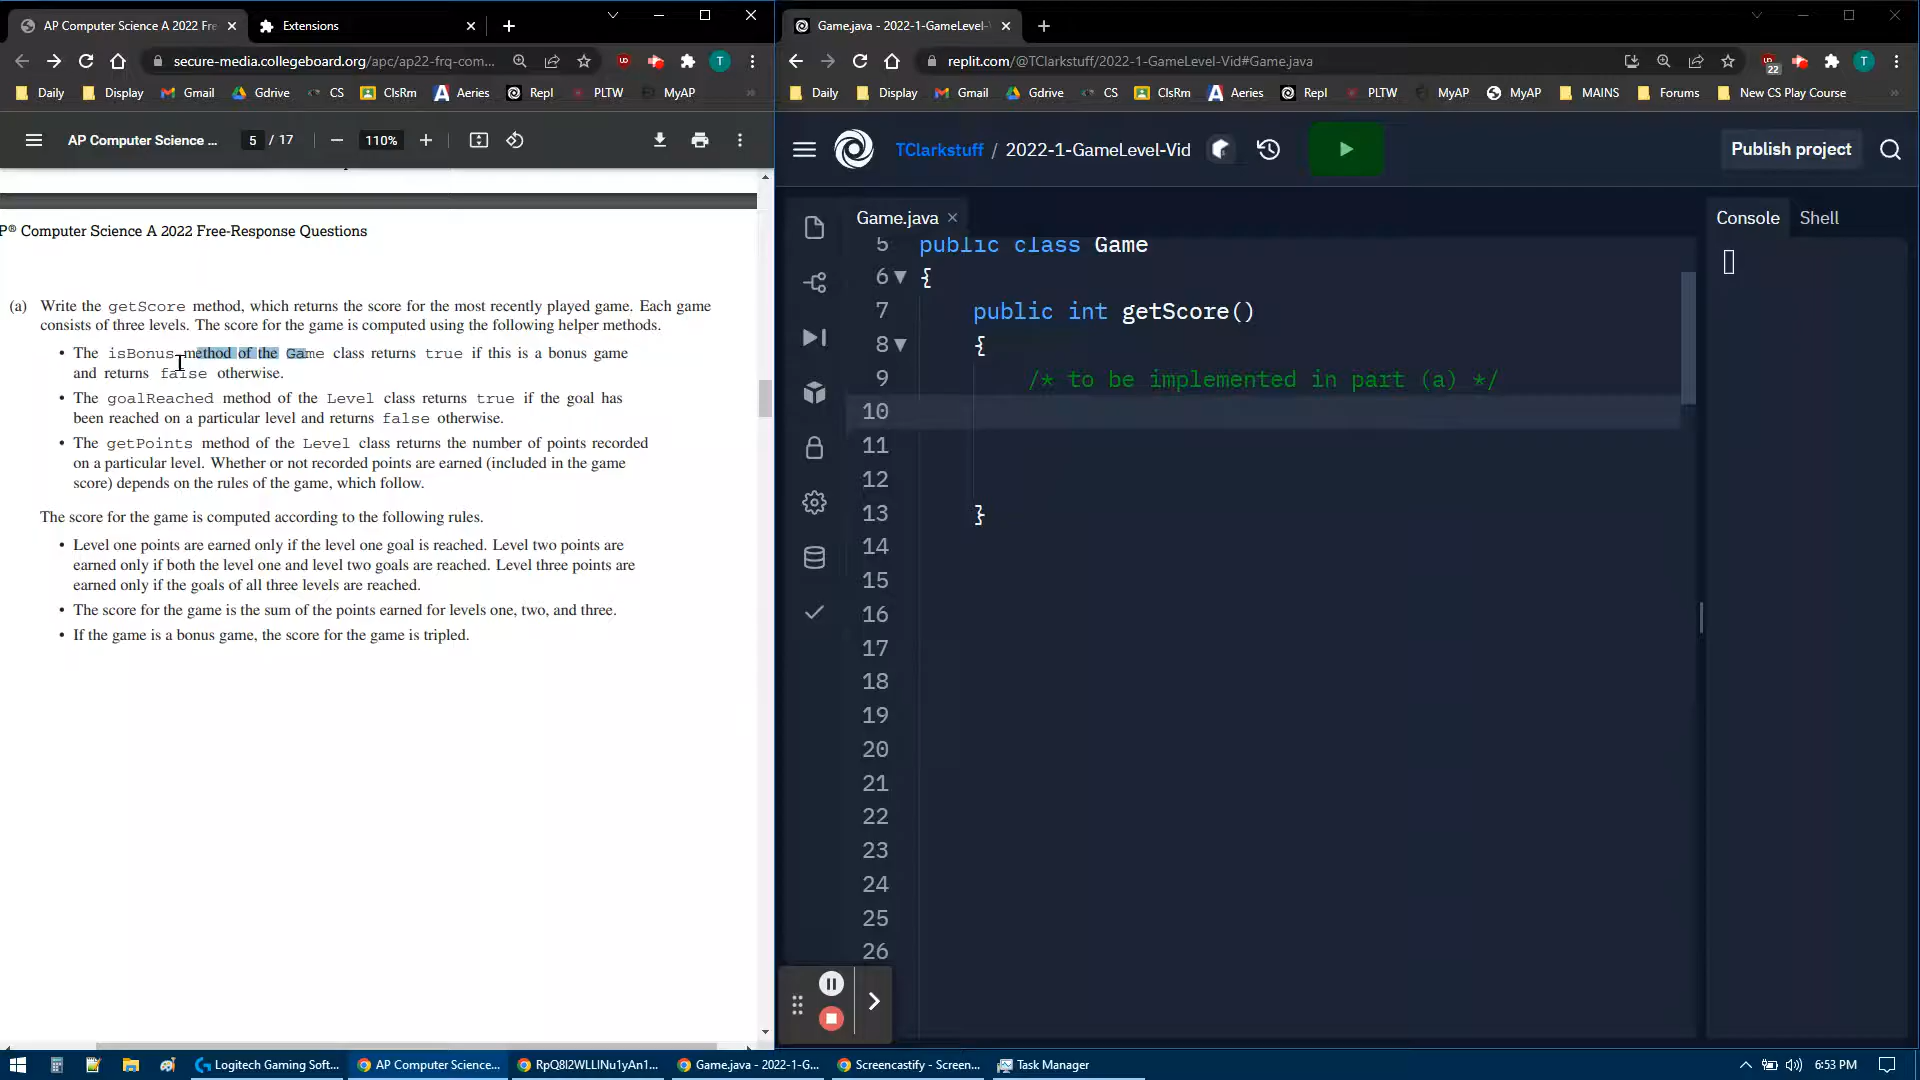 AP Computer Science A 2022 Fre
Extensions
secure-media.collegeboard.org/apc/ap22-frq-com...
T
Daily
Display
Gmail
Gdrive
CS
ClsRm
Aeries
Repl
PLTW
MyAP
AP Computer Science ...
5 / 17
110%
P® Computer Science A 2022 Free-Response Questions
(a) Write the getScore method, which returns the score for the most recently played game. Each game
consists of three levels. The score for the game is computed using the following helper methods.
• The isBonus method of the Game class returns true if this is a bonus game
and returns false otherwise.
• The goalReached method of the Level class returns true if the goal has
been reached on a particular level and returns false otherwise.
• The getPoints method of the Level class returns the number of points recorded
on a particular level. Whether or not recorded points are earned (included in the game
score) depends on the rules of the game, which follow.
The score for the game is computed according to the following rules.
• Level one points are earned only if the level one goal is reached. Level two points are
earned only if both the level one and level two goals are reached. Level three points are
earned only if the goals of all three levels are reached.
• The score for the game is the sum of the points earned for levels one, two, and three.
• If the game is a bonus game, the score for the game is tripled.
Game.java - 2022-1-GameLevel-
replit.com/@TClarkstuff/2022-1-GameLevel-Vid#Game.java
22
T
Daily
Display
Gmail
Gdrive
CS
ClsRm
Aeries
Repl
PLTW
MyAP
MyAP
MAINS
Forums
New CS Play Course
TClarkstuff / 2022-1-GameLevel-Vid
Publish project
Game.java
Console
Shell
5 public class Game
6 {
7 public int getScore()
8 {
9 /* to be implemented in part (a) */
10
11
12
13 }
14
15
16
17
18
19
20
21
22
23
24
25
26
Logitech Gaming Soft...
AP Computer Science...
RpQ8I2WLLINu1yAn1...
Game.java - 2022-1-G...
Screencastify - Screen...
Task Manager
6:53 PM